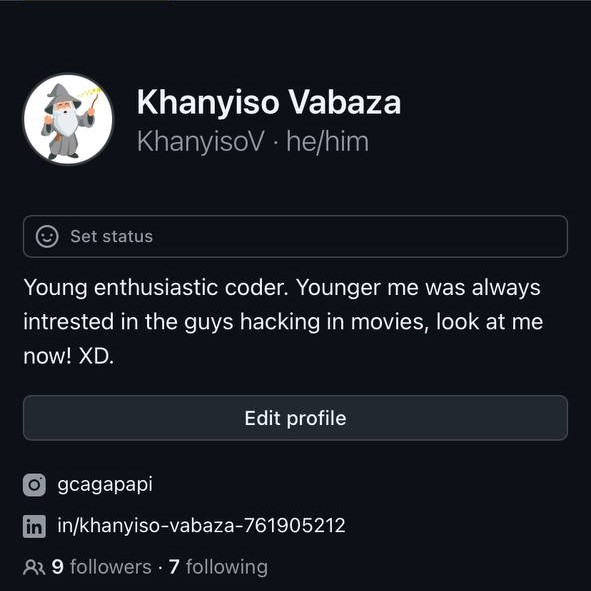 Khanyiso Vabaza
KhanyisoV · he/him
Set status
Young enthusiastic coder. Younger me was always
intrested in the guys hacking in movies, look at me
now! XD.
Edit profile
gcagapapi
in/khanyiso-vabaza-761905212
9 followers · 7 following